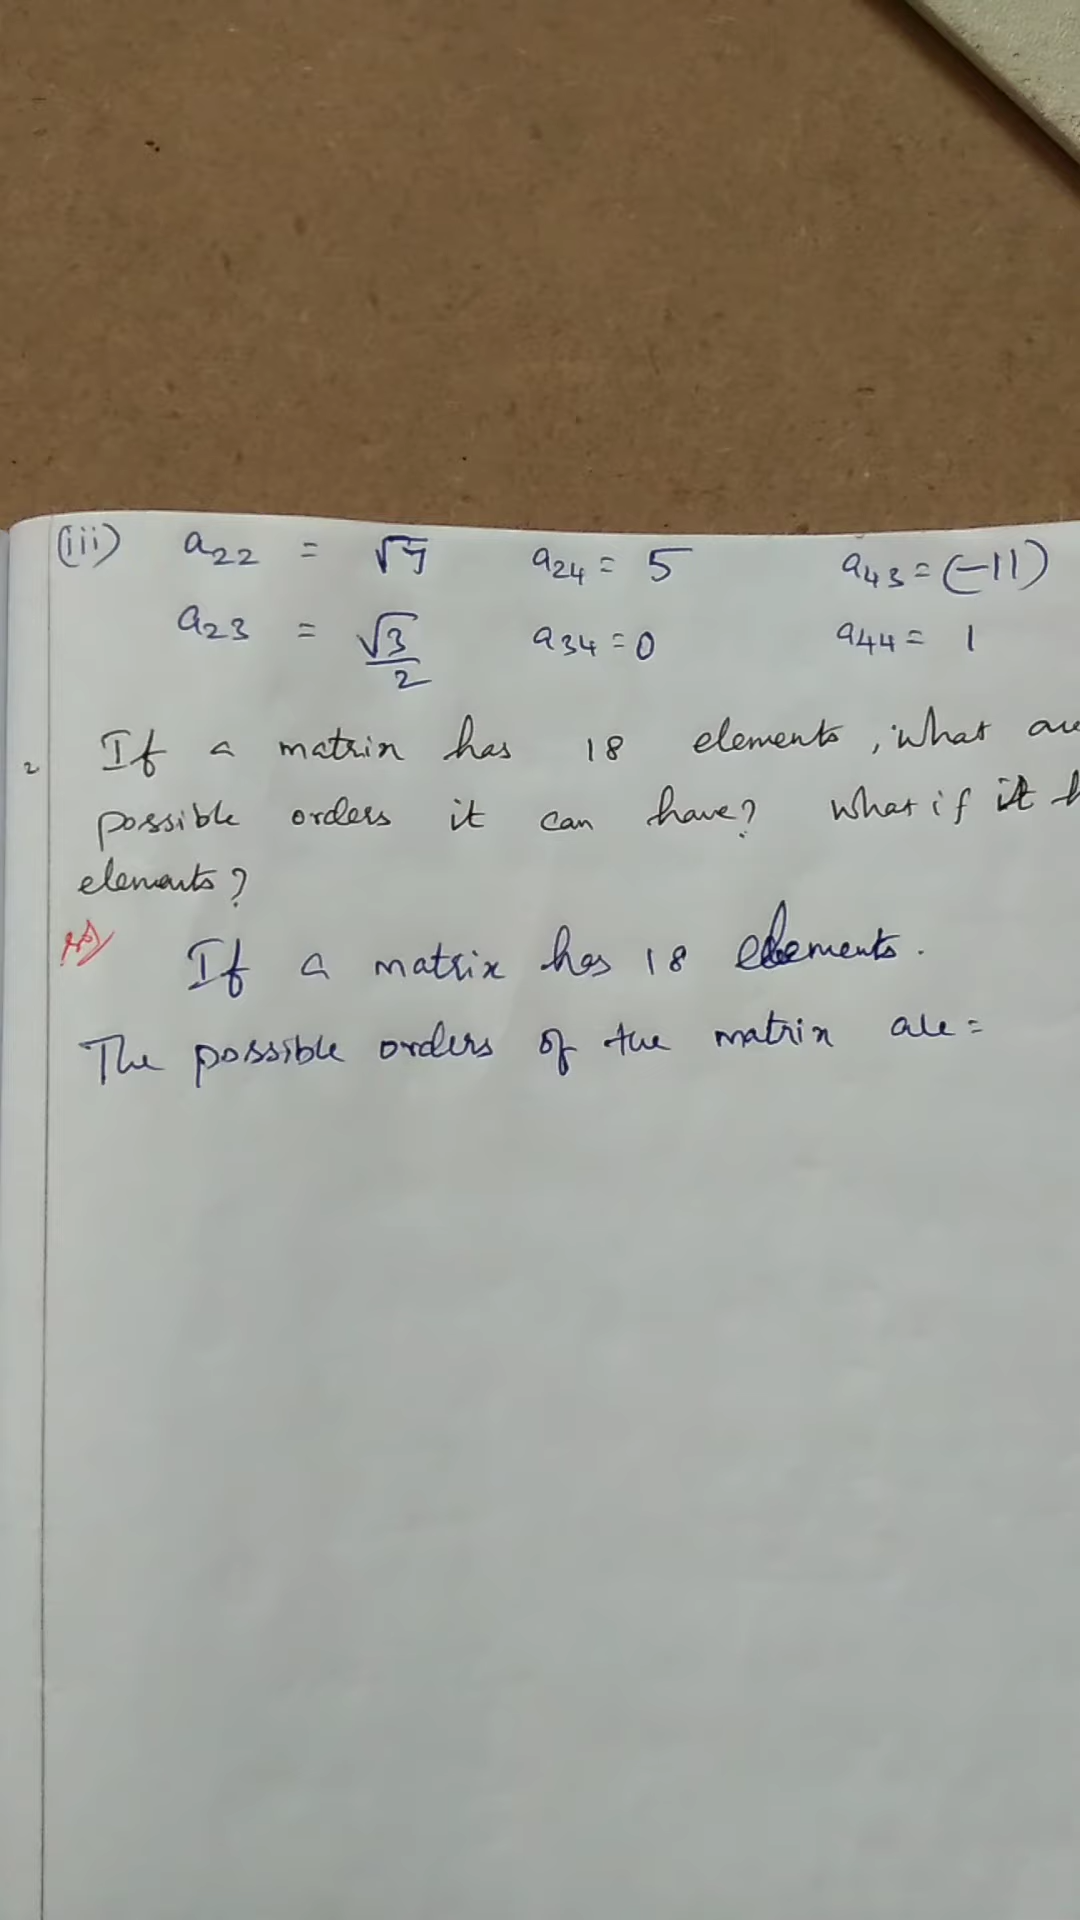 (iii) a22 = √7 a24 = 5 a43 = (-11)
a23 = √3/2 a34 = 0 a44 = 1
2 If a matrix has 18 elements, what
possible orders it can have? What if it
elements?
If a matrix has 18 elements.
The possible orders of the matrix are =